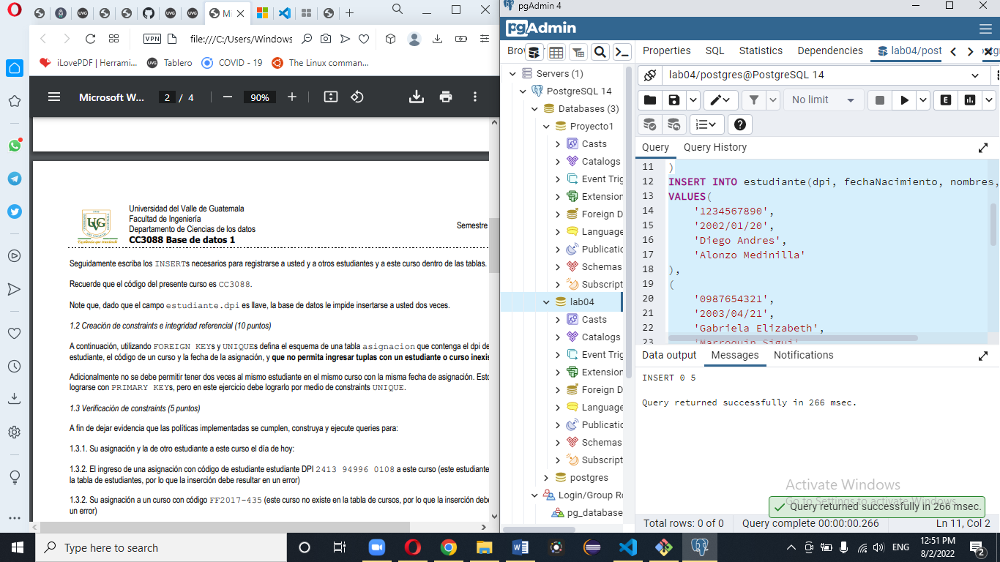 Mi
VPN
file:///C:/Users/Windows
iLovePDF | Herrami...
UVG
Tablero
COVID - 19
The Linux comman...
Microsoft W...
2 / 4
90%
Universidad del Valle de Guatemala
Facultad de Ingeniería
Departamento de Ciencias de los datos
CC3088 Base de datos 1
Semestre
UVG
Excelencia que trasciende
Seguidamente escriba los INSERTs necesarios para registrarse a usted y a otros estudiantes y a este curso dentro de las tablas.
Recuerde que el código del presente curso es CC3088.
Note que, dado que el campo estudiante.dpi es llave, la base de datos le impide insertarse a usted dos veces.
1.2 Creación de constraints e integridad referencial (10 puntos)
A continuación, utilizando FOREIGN KEYs y UNIQUEs defina el esquema de una tabla asignacion que contenga el dpi de
estudiante, el código de un curso y la fecha de la asignación, y que no permita ingresar tuplas con un estudiante o curso inexis
Adicionalmente no se debe permitir tener dos veces al mismo estudiante en el mismo curso con la misma fecha de asignación. Esto
lograrse con PRIMARY KEYs, pero en este ejercicio debe lograrlo por medio de constraints UNIQUE.
1.3 Verificación de constraints (5 puntos)
A fin de dejar evidencia que las políticas implementadas se cumplen, construya y ejecute queries para:
1.3.1. Su asignación y la de otro estudiante a este curso el día de hoy:
1.3.2. El ingreso de una asignación con código de estudiante estudiante DPI 2413 94996 0108 a este curso (este estudiante
la tabla de estudiantes, por lo que la inserción debe resultar en un error)
1.3.2. Su asignación a un curso con código FF2017-435 (este curso no existe en la tabla de cursos, por lo que la inserción debe
un error)
pgAdmin 4
pgAdmin
Brow
Servers (1)
PostgreSQL 14
Databases (3)
Proyecto1
Casts
Catalogs
Event Trig
Extension
Foreign D
Language
Publicatio
Schemas
Subscript
lab04
Casts
Catalogs
Event Trig
Extension
Foreign D
Language
Publicatio
Schemas
Subscript
postgres
Login/Group Ro
pg_database
Properties
SQL
Statistics
Dependencies
lab04/post
lab04/postgres@PostgreSQL 14
No limit
E
Query
Query History
11 )
12 INSERT INTO estudiante(dpi, fechaNacimiento, nombres,
13 VALUES(
14 '1234567890',
15 '2002/01/20',
16 'Diego Andres',
17 'Alonzo Medinilla'
18 ),
19 (
20 '0987654321',
21 '2003/04/21',
22 'Gabriela Elizabeth',
23 'Marroquin Sigui'
Data output
Messages
Notifications
INSERT 0 5
Query returned successfully in 266 msec.
Activate Windows
Go to Settings to activate Windows.
Query returned successfully in 266 msec.
Total rows: 0 of 0
Query complete 00:00:00.266
Ln 11, Col 2
Type here to search
ENG
12:51 PM
8/2/2022
2